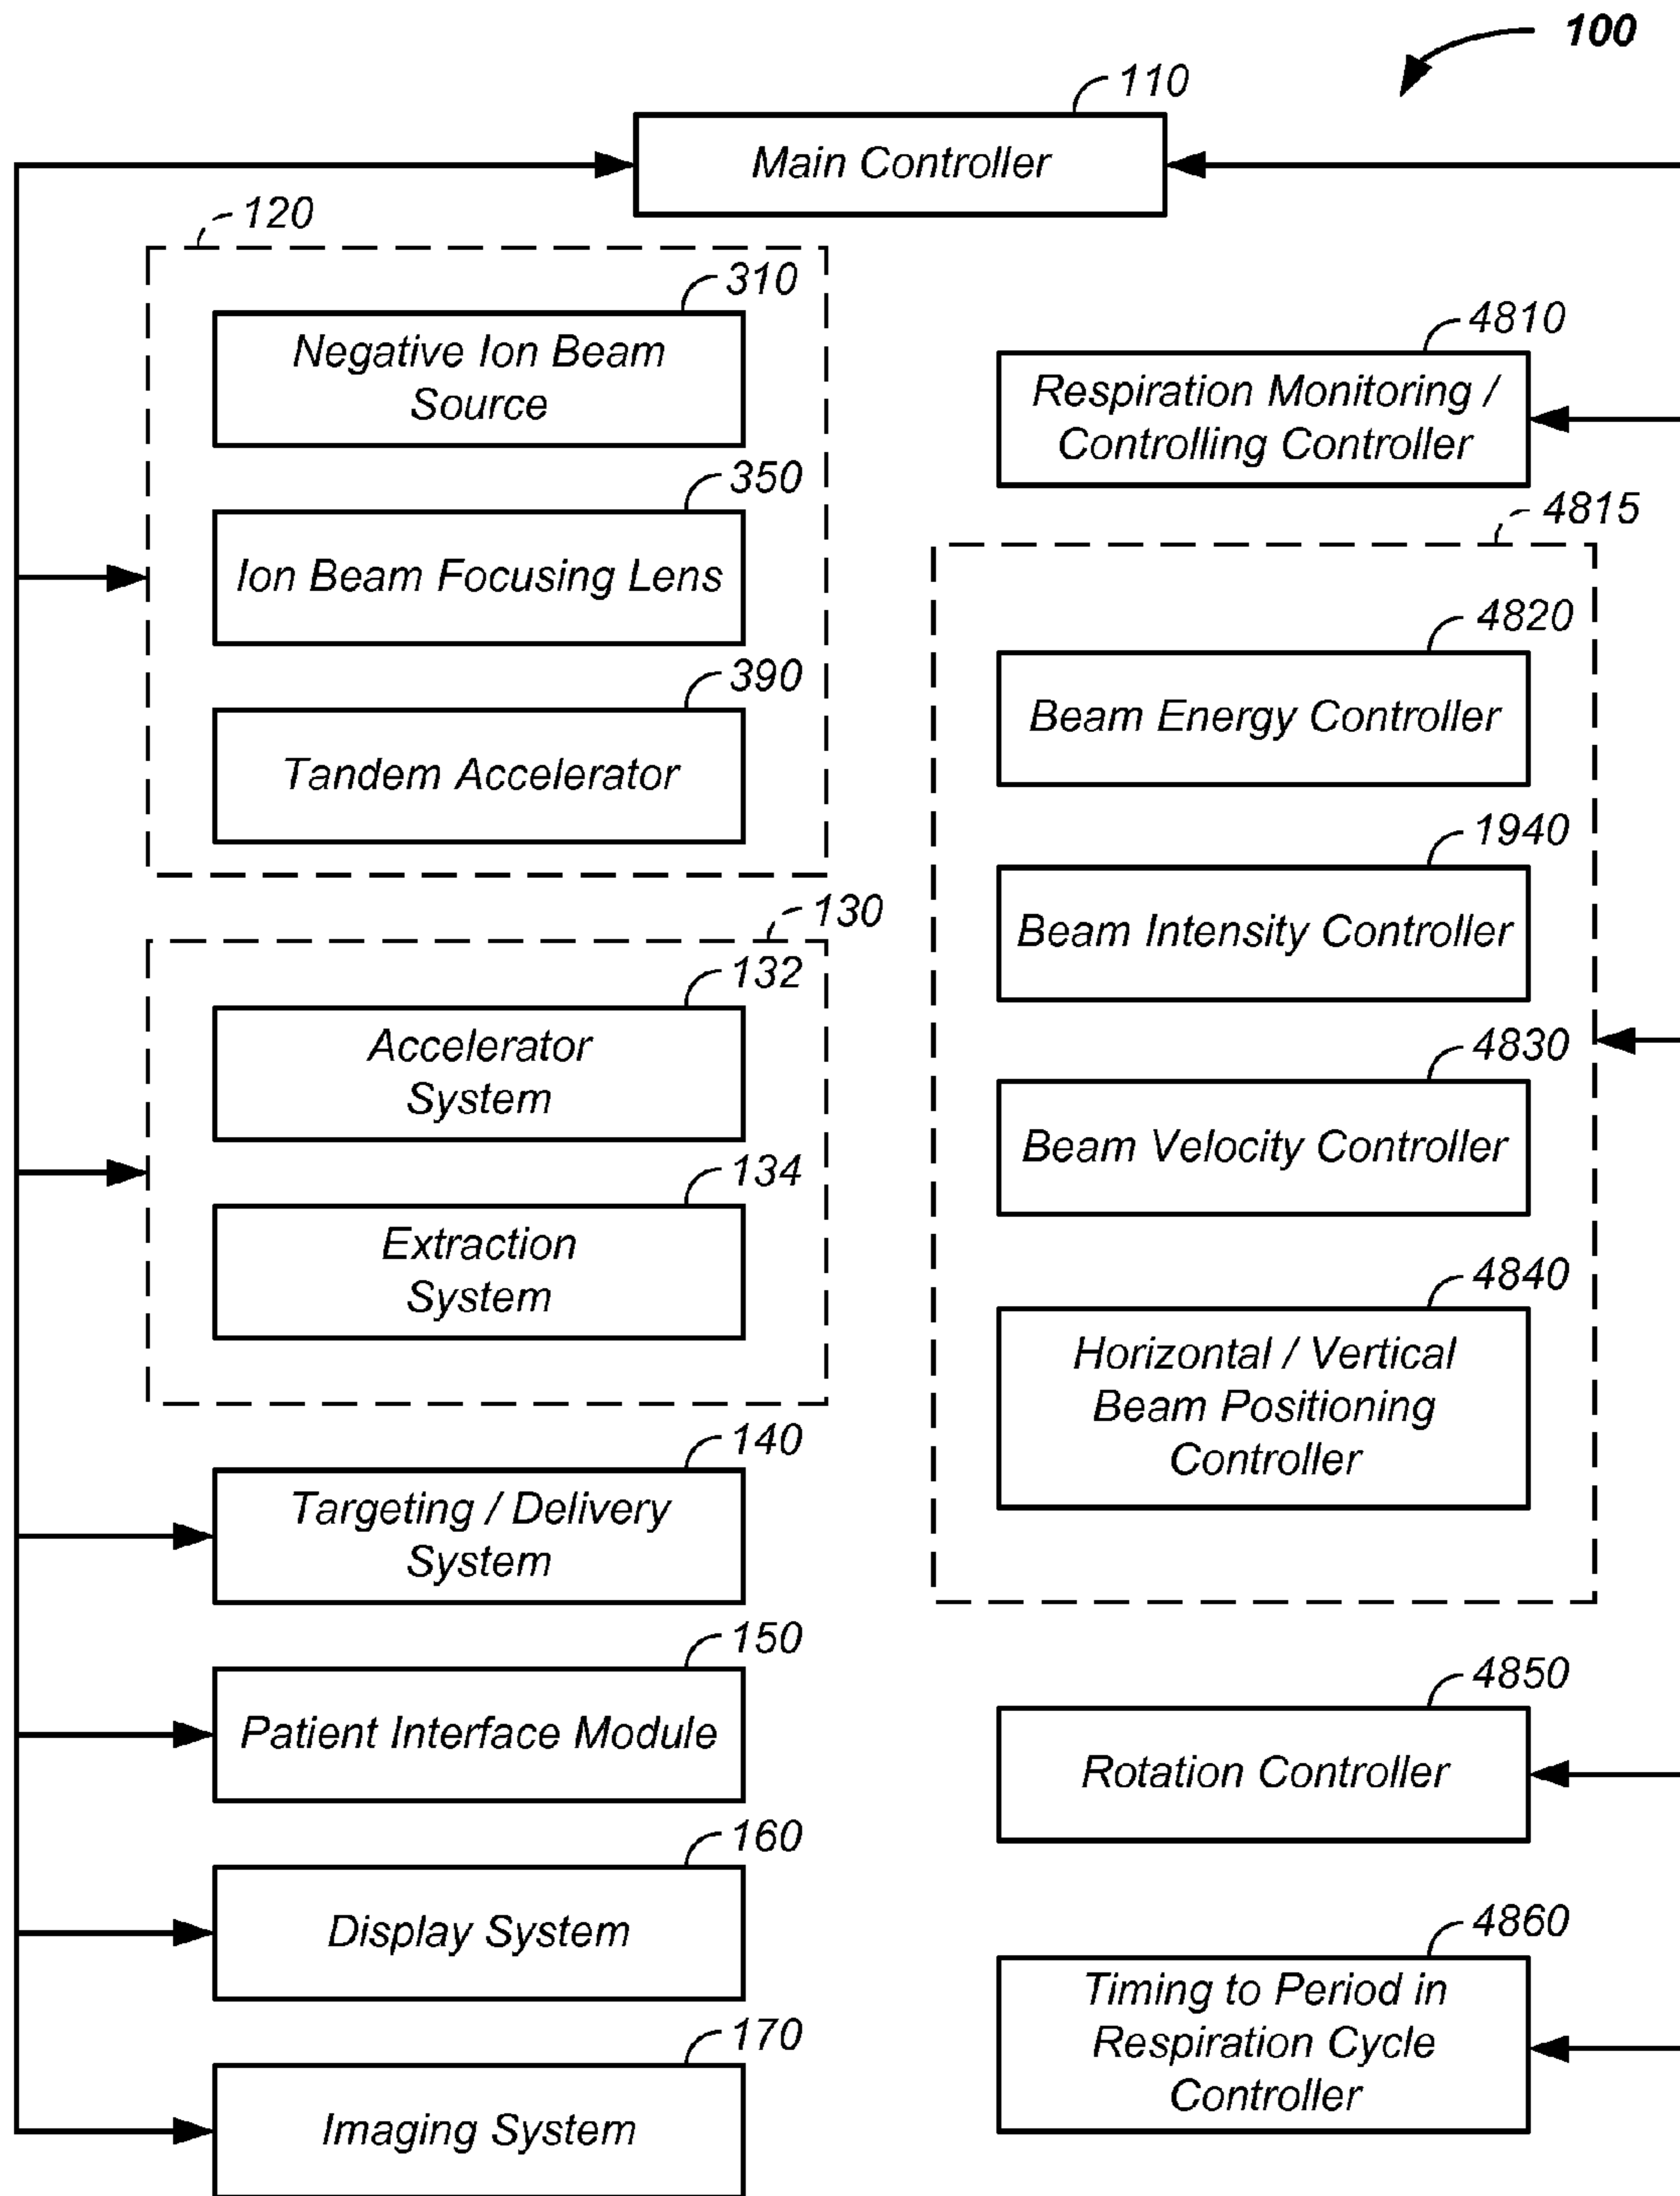 100
110
Main Controller
120
310
Negative Ion Beam
Source
350
Ion Beam Focusing Lens
390
Tandem Accelerator
130
132
Accelerator
System
134
Extraction
System
140
Targeting / Delivery
System
150
Patient Interface Module
160
Display System
170
Imaging System
4810
Respiration Monitoring /
Controlling Controller
4815
4820
Beam Energy Controller
1940
Beam Intensity Controller
4830
Beam Velocity Controller
4840
Horizontal / Vertical
Beam Positioning
Controller
4850
Rotation Controller
4860
Timing to Period in
Respiration Cycle
Controller